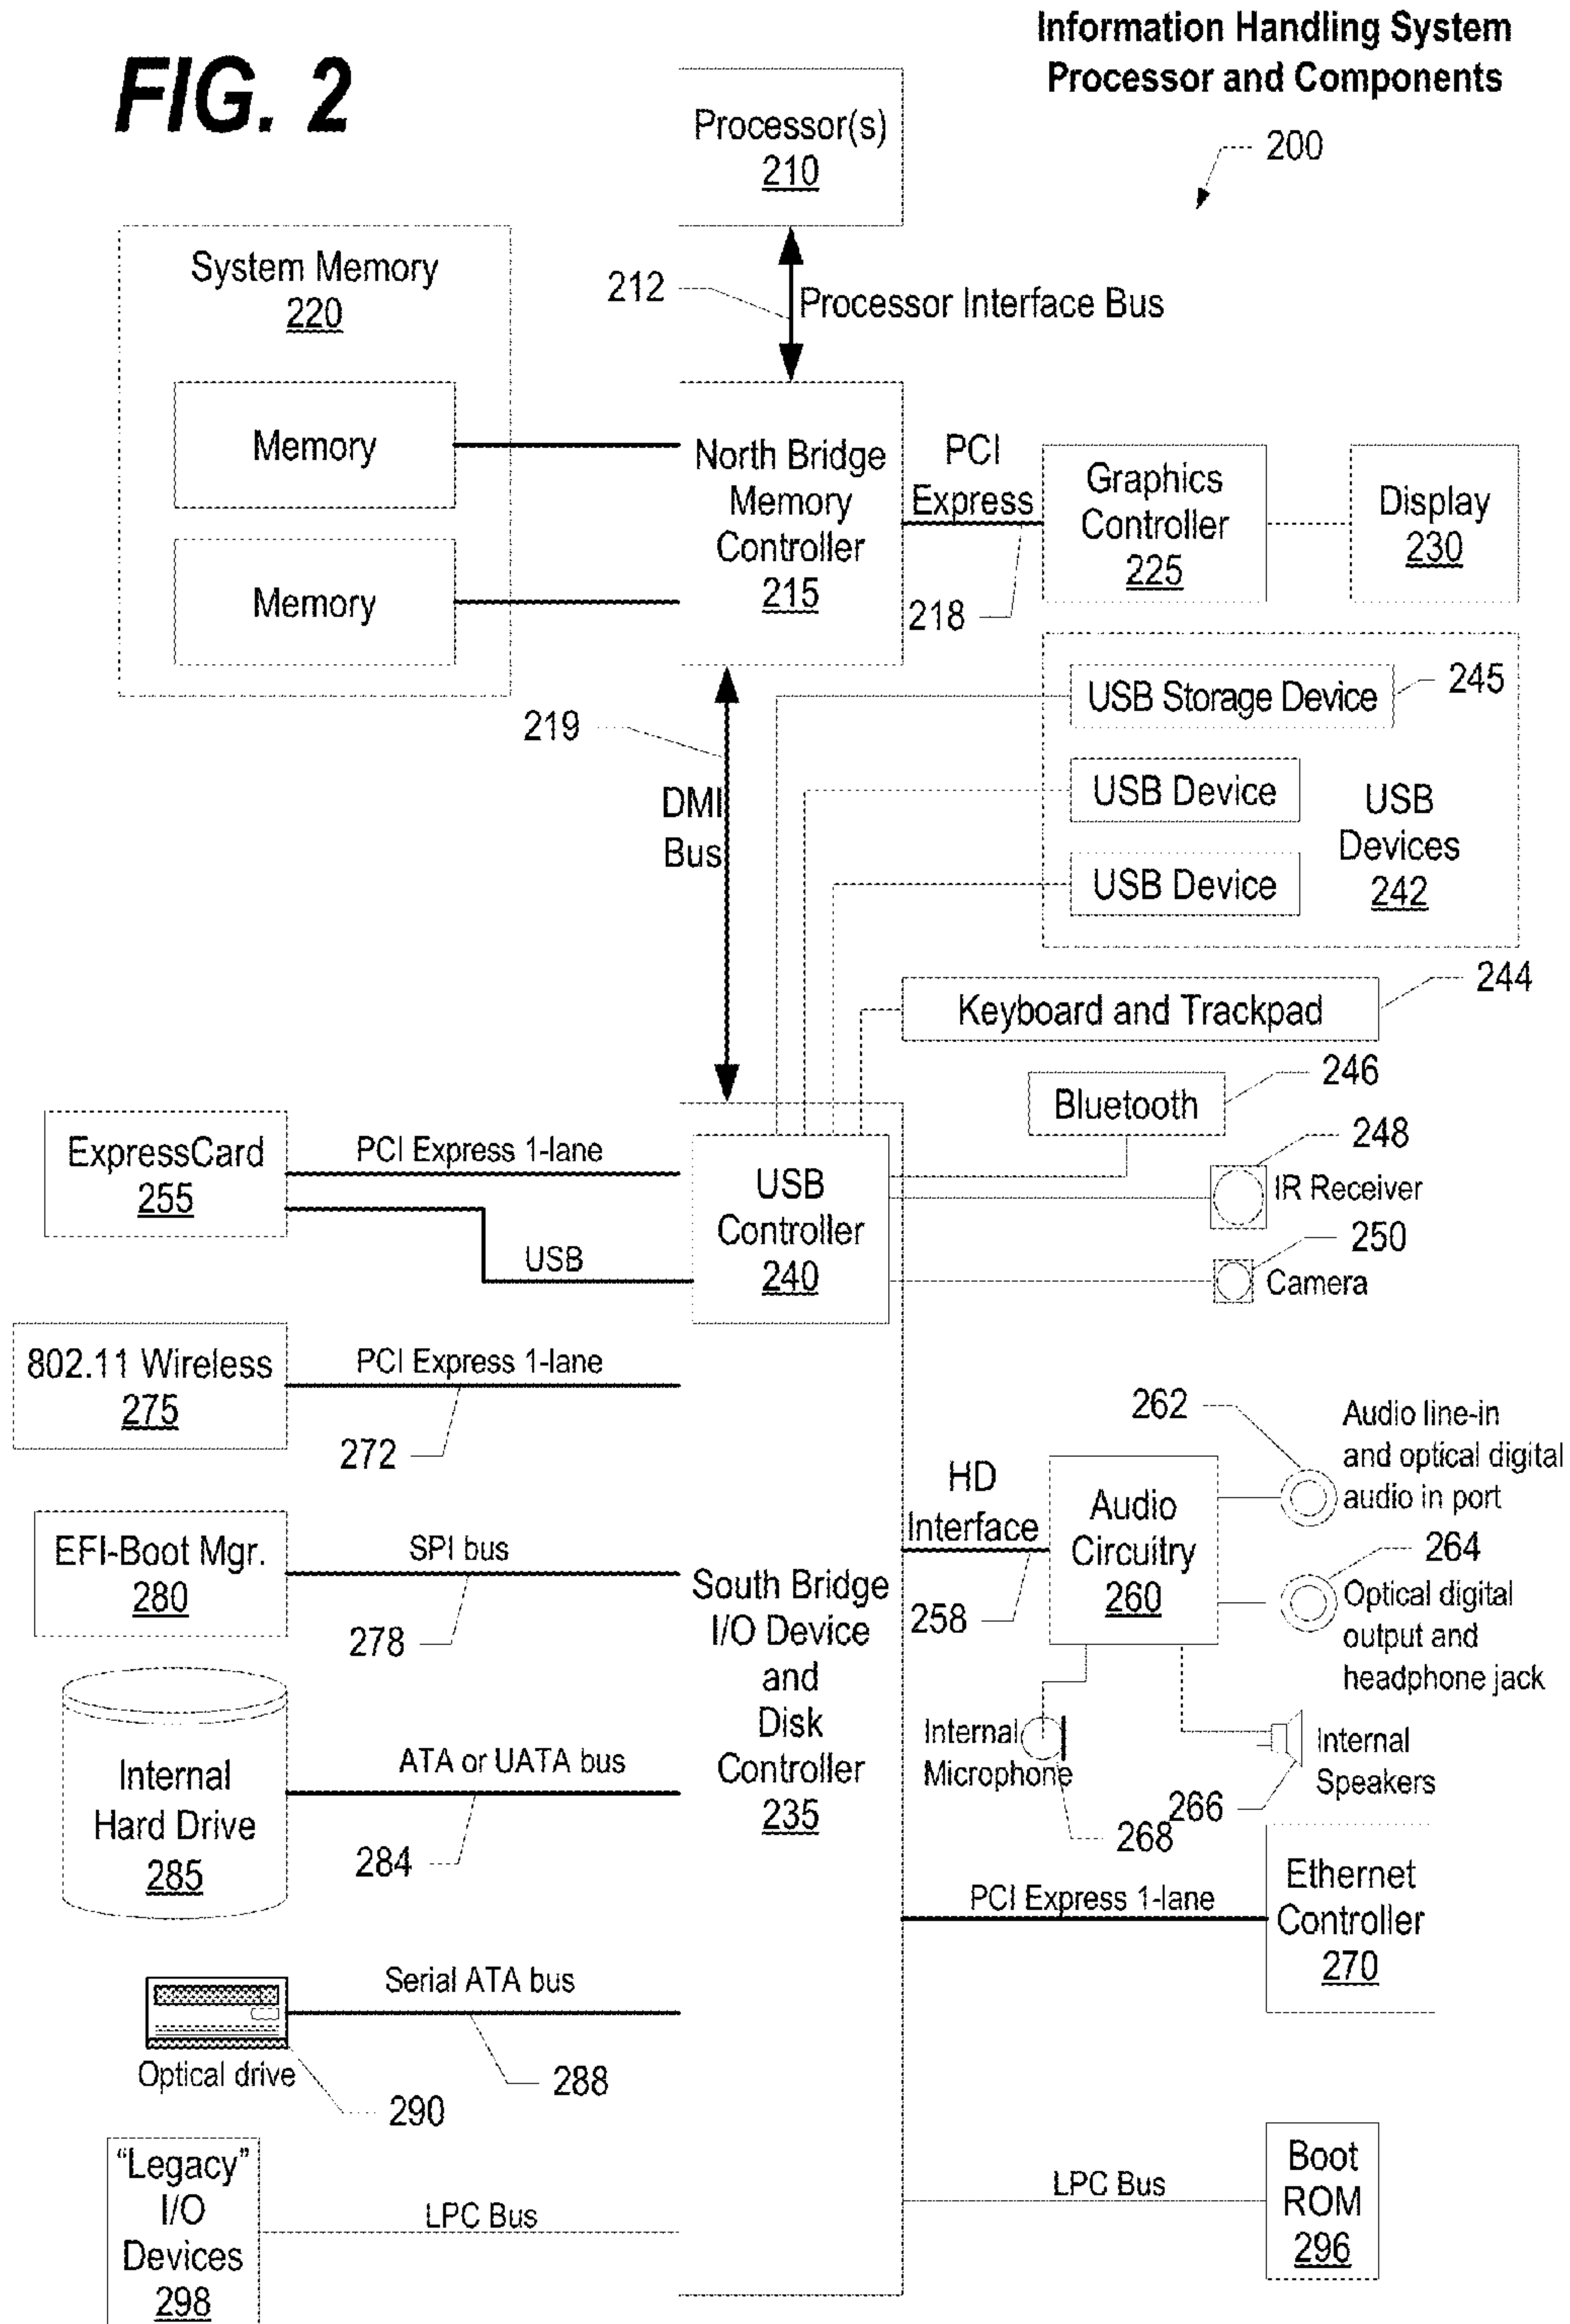 FIG. 2
Information Handling System
Processor and Components
200
Processor(s)
210
212
Processor Interface Bus
System Memory
220
Memory
Memory
North Bridge
Memory
Controller
215
PCI
Express
218
Graphics
Controller
225
Display
230
219
DMI
Bus
USB Storage Device
245
USB Device
USB Device
USB
Devices
242
Keyboard and Trackpad
244
Bluetooth
246
248
IR Receiver
250
Camera
ExpressCard
255
PCI Express 1-lane
USB
USB
Controller
240
802.11 Wireless
275
PCI Express 1-lane
272
262
Audio line-in
and optical digital
audio in port
HD
Interface
258
Audio
Circuitry
260
264
Optical digital
output and
headphone jack
EFI-Boot Mgr.
280
SPI bus
278
South Bridge
I/O Device
and
Disk
Controller
235
Internal
Microphone
268
Internal
Speakers
266
Internal
Hard Drive
285
ATA or UATA bus
284
PCI Express 1-lane
Ethernet
Controller
270
Serial ATA bus
288
Optical drive
290
“Legacy”
I/O
Devices
298
LPC Bus
LPC Bus
Boot
ROM
296